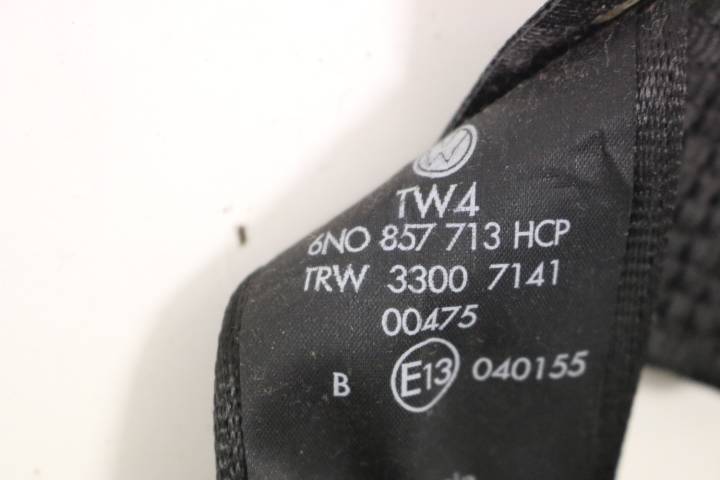 TW4
6N0 857 713 HCP
TRW 3300 7141
00475
B E13 040155